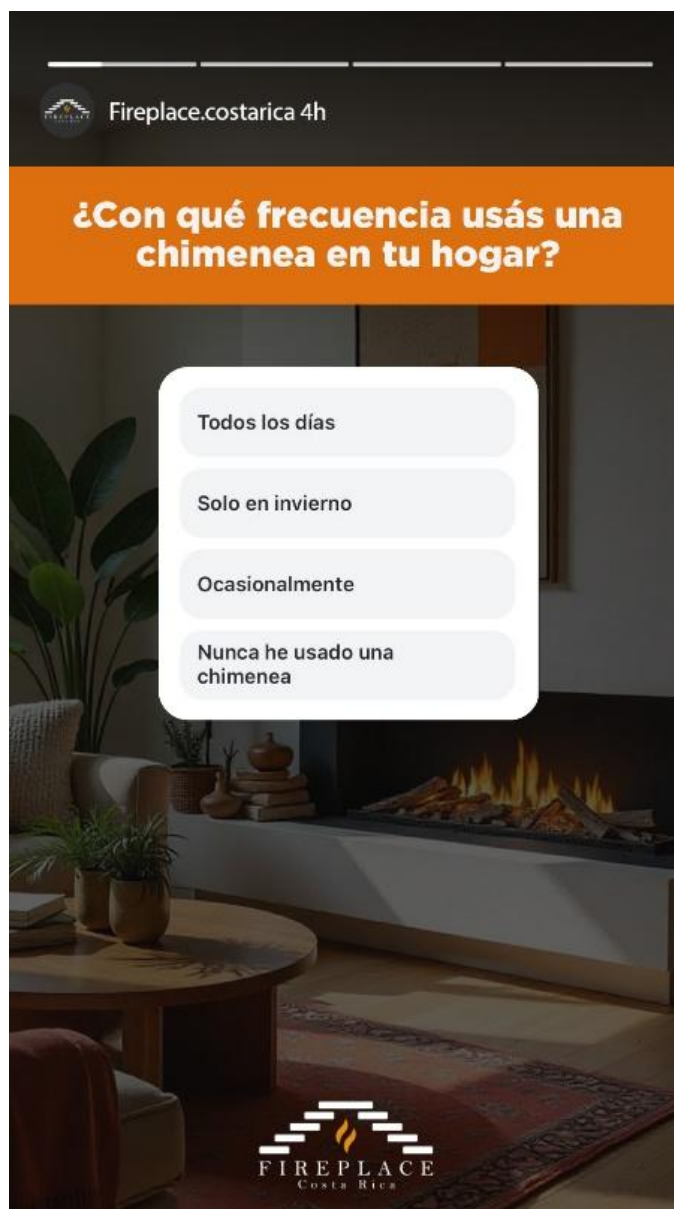 Fireplace.costarica 4h
¿Con qué frecuencia usás una
chimenea en tu hogar?
Todos los días
Solo en invierno
Ocasionalmente
Nunca he usado una
chimenea
FIREPLACE
Costa Rica